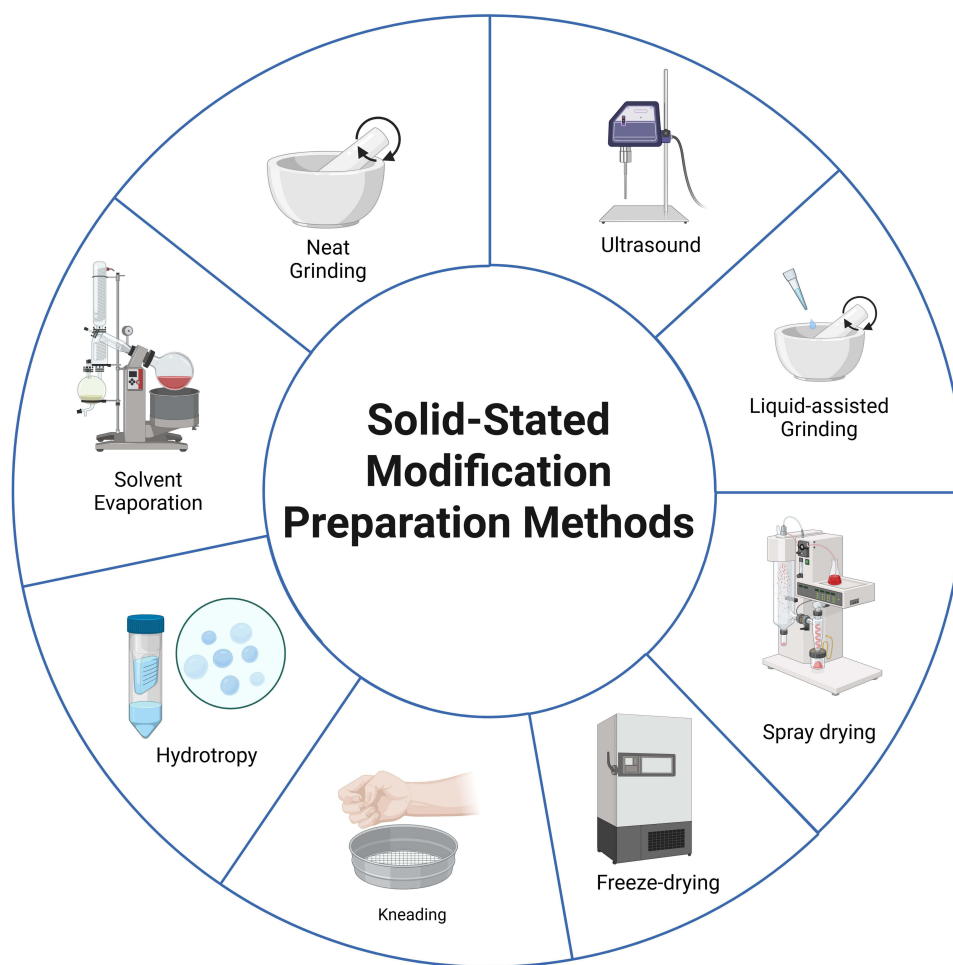 Solid-Stated
Modification
Preparation Methods
Ultrasound
Liquid-assisted
Grinding
Spray drying
Freeze-drying
Kneading
Hydrotropy
Solvent
Evaporation
Neat
Grinding